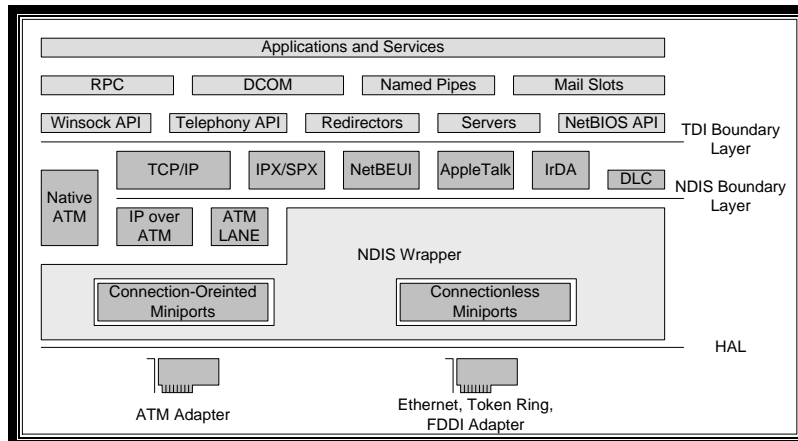 Applications and Services
RPC
DCOM
Named Pipes
Mail Slots
Winsock API
Telephony API
Redirectors
Servers
NetBIOS API
TDI Boundary
Layer
TCP/IP
IPX/SPX
NetBEUI
AppleTalk
IrDA
DLC
Native
ATM
NDIS Boundary
Layer
IP over
ATM
ATM
LANE
NDIS Wrapper
Connection-Oreinted
Miniports
Connectionless
Miniports
HAL
ATM Adapter
Ethernet, Token Ring,
FDDI Adapter